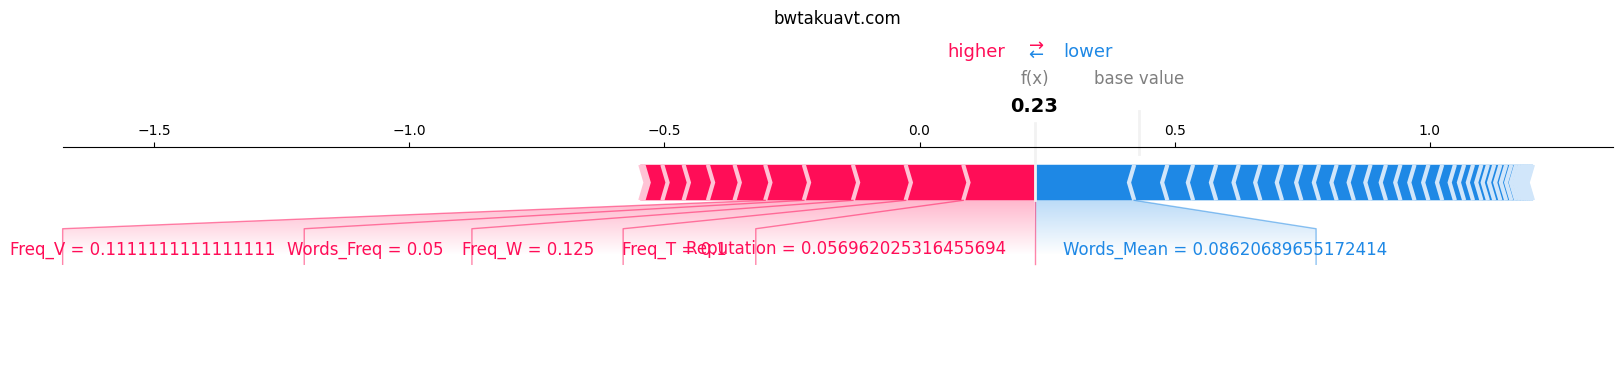 bwtakuavt.com
higher → ← lower
f(x) base value
0.23
−1.5 −1.0 −0.5 0.0 0.5 1.0
Freq_V = 0.1111111111111111 Words_Freq = 0.05 Freq_W = 0.125 Freq_T = 0.1 Reputation = 0.056962025316455694 Words_Mean = 0.08620689655172414